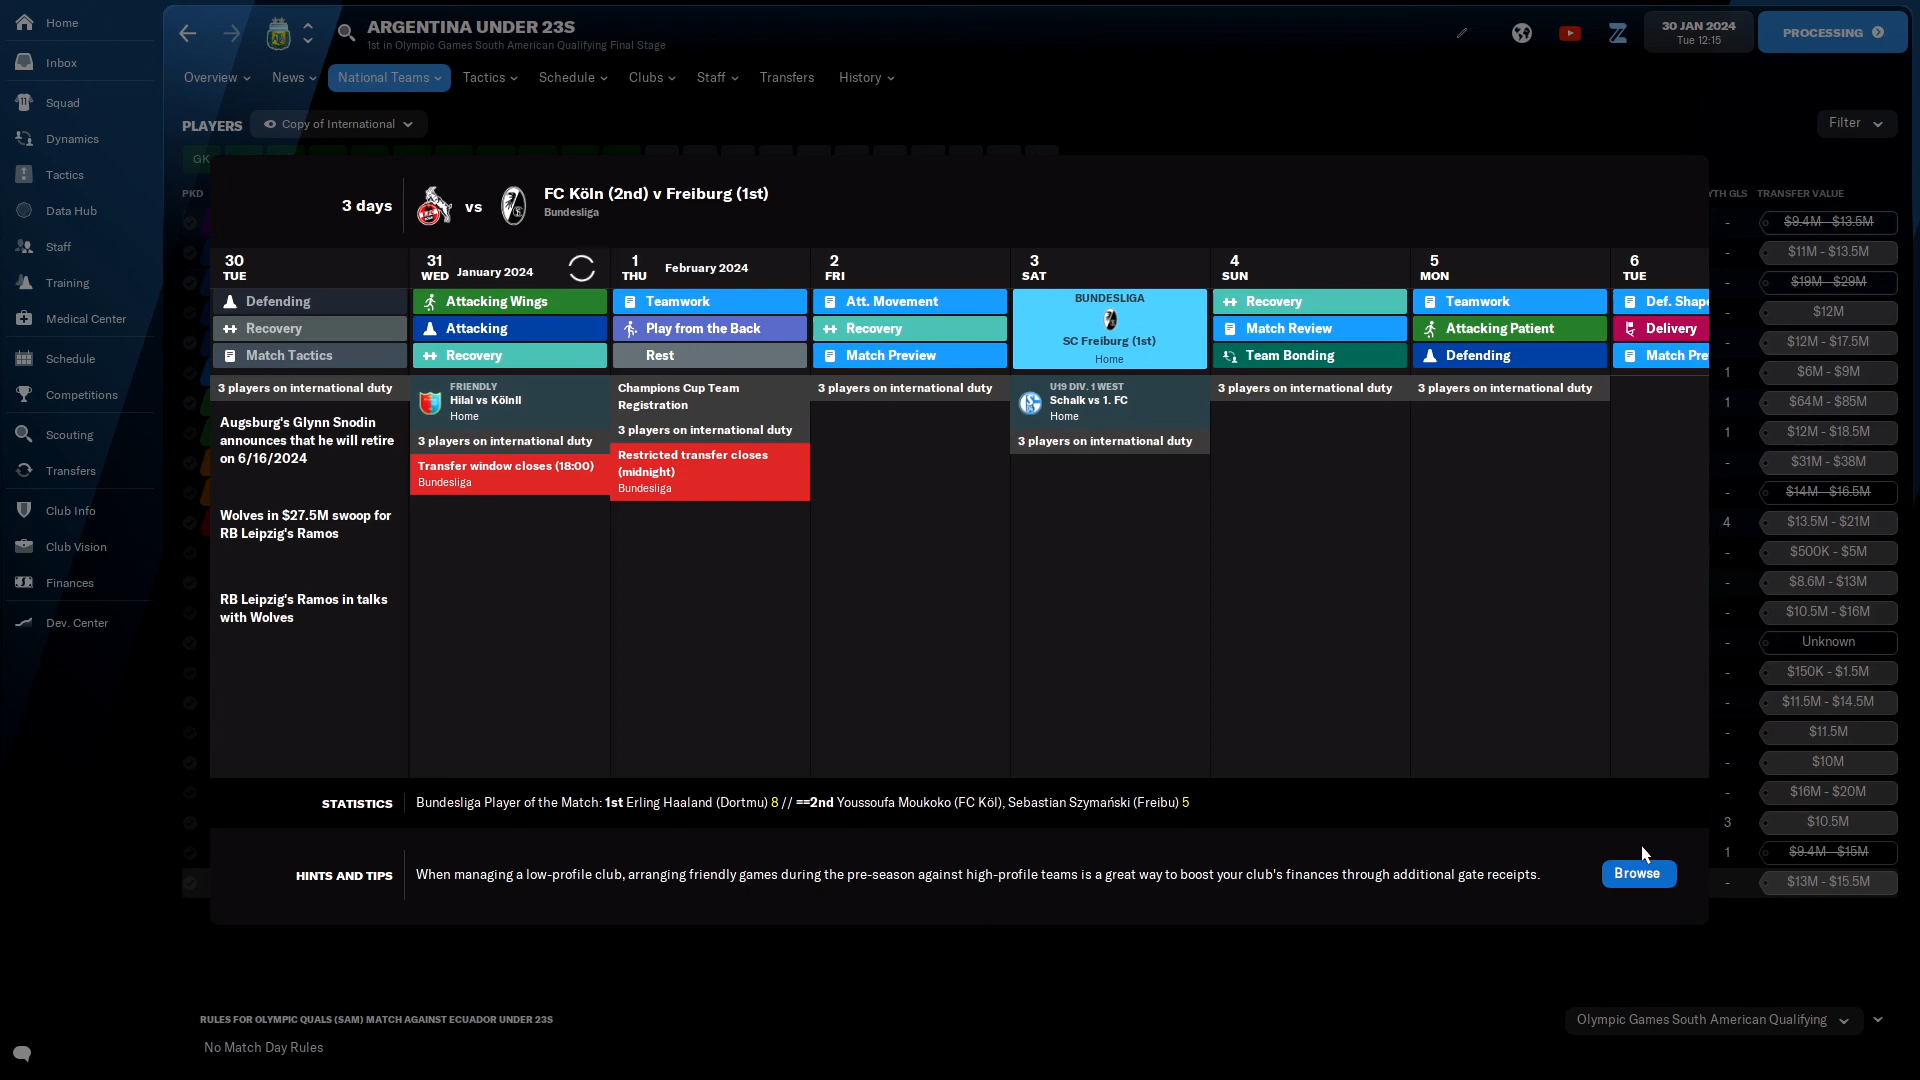 Home
Inbox
Squad
Dynamics
Tactics
Data Hub
Staff
Training
Medical Center
Schedule
Competitions
Scouting
Transfers
Club Info
Club Vision
Finances
Dev. Center
ARGENTINA UNDER 23S
1st in Olympic Games South American Qualifying Final Stage
30 JAN 2024
Tue 12:15
PROCESSING
Overview
News
National Teams
Tactics
Schedule
Clubs
Staff
Transfers
History
PLAYERS
Copy of International
Filter
GK
PKD
YTH GLS
TRANSFER VALUE
3 days
vs
FC Köln (2nd) v Freiburg (1st)
Bundesliga
30
TUE
Defending
Recovery
Match Tactics
3 players on international duty
Augsburg's Glynn Snodin
announces that he will retire
on 6/16/2024
Wolves in $27.5M swoop for
RB Leipzig's Ramos
RB Leipzig's Ramos in talks
with Wolves
31
WED January 2024
Attacking Wings
Attacking
Recovery
FRIENDLY
Hilal vs KölnII
Home
3 players on international duty
Transfer window closes (18:00)
Bundesliga
1
THU February 2024
Teamwork
Play from the Back
Rest
Champions Cup Team
Registration
3 players on international duty
Restricted transfer closes
(midnight)
Bundesliga
2
FRI
Att. Movement
Recovery
Match Preview
3 players on international duty
3
SAT
BUNDESLIGA
SC Freiburg (1st)
Home
U19 DIV. 1 WEST
Schalk vs 1. FC
Home
3 players on international duty
4
SUN
Recovery
Match Review
Team Bonding
3 players on international duty
5
MON
Teamwork
Attacking Patient
Defending
3 players on international duty
6
TUE
Def. Shape
Delivery
Match Pre
- $9.4M - $13.5M
- $11M - $13.5M
- $19M - $29M
- $12M
- $12M - $17.5M
1 $6M - $9M
1 $64M - $85M
1 $12M - $18.5M
- $31M - $38M
- $14M - $16.5M
4 $13.5M - $21M
- $500K - $5M
- $8.6M - $13M
- $10.5M - $16M
- Unknown
- $150K - $1.5M
- $11.5M - $14.5M
- $11.5M
- $10M
- $16M - $20M
3 $10.5M
1 $9.4M - $15M
- $13M - $15.5M
STATISTICS
Bundesliga Player of the Match: 1st Erling Haaland (Dortmu) 8 // ==2nd Youssoufa Moukoko (FC Köl), Sebastian Szymański (Freibu) 5
HINTS AND TIPS
When managing a low-profile club, arranging friendly games during the pre-season against high-profile teams is a great way to boost your club's finances through additional gate receipts.
Browse
RULES FOR OLYMPIC QUALS (SAM) MATCH AGAINST ECUADOR UNDER 23S
Olympic Games South American Qualifying
No Match Day Rules